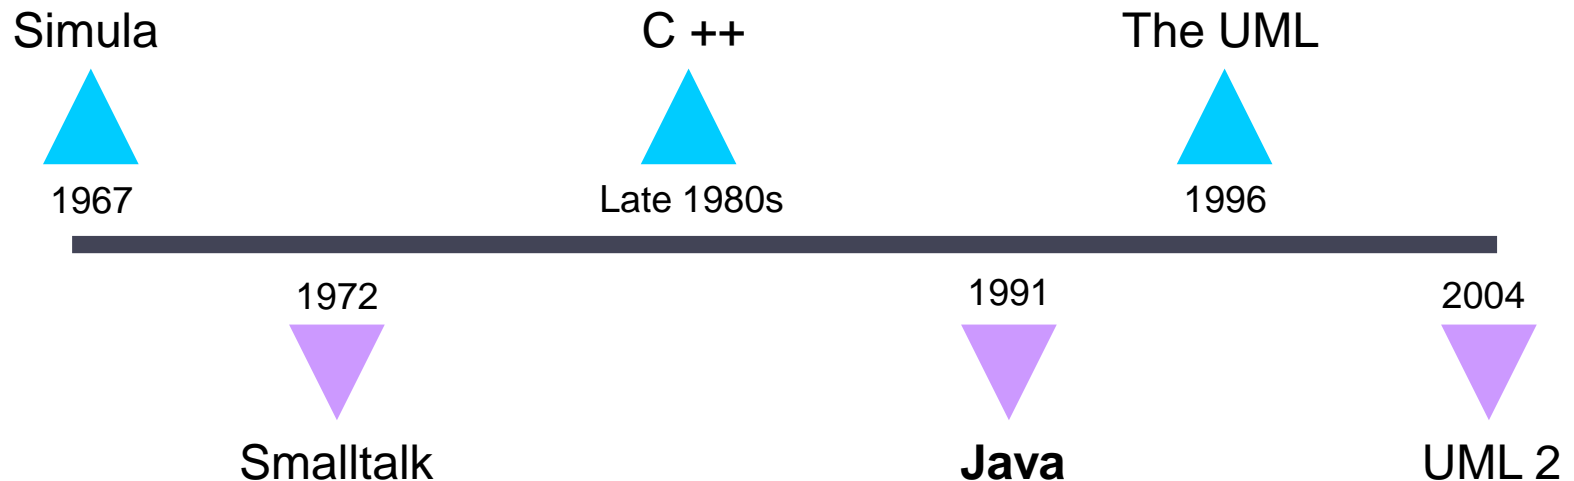 Simula
C ++
The UML
1967
Late 1980s
1996
1972
1991
2004
Smalltalk
Java
UML 2